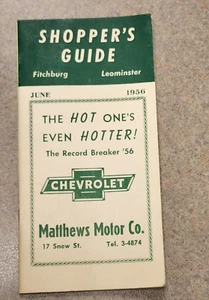 SHOPPER'S
GUIDE
Fitchburg Leominster
JUNE 1956
THE HOT ONE'S
EVEN HOTTER!
The Record Breaker '56
CHEVROLET
Matthews Motor Co.
17 Snow St. Tel. 3-4874